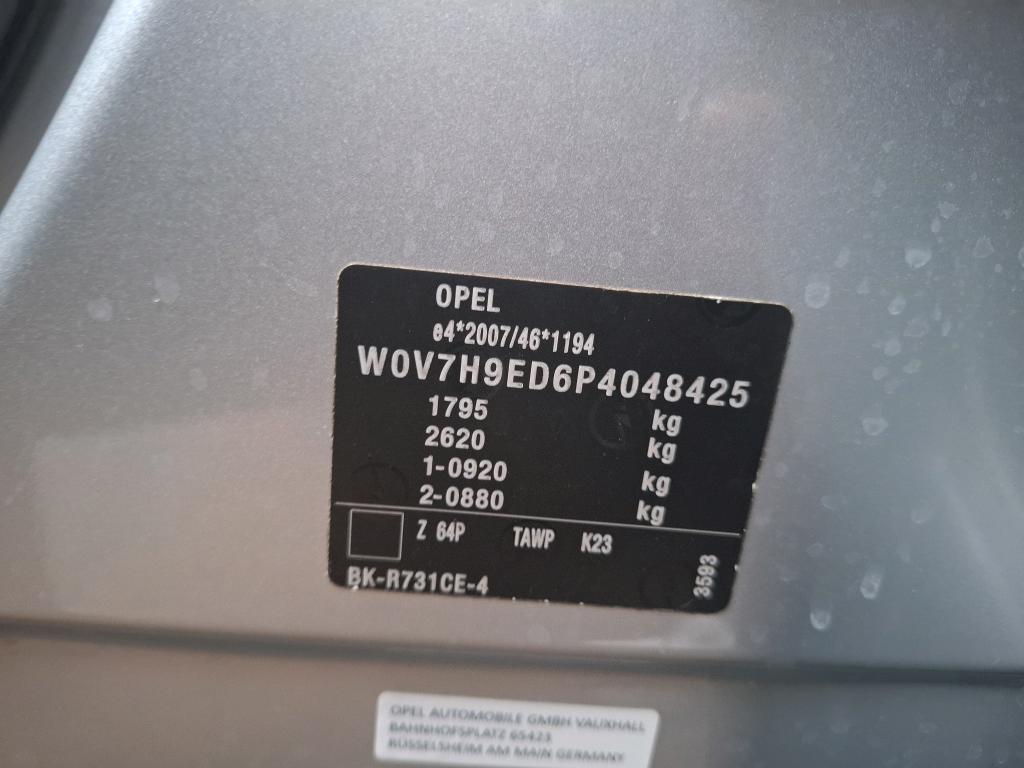 OPEL
e4*2007/46*1194
W0V7H9ED6P4048425
1795 kg
2620 kg
1-0920 kg
2-0880 kg
Z 64P TAWP K23
3593
BK-R731CE-4
OPEL AUTOMOBILE GMBH VAUXHALL
BAHNHOFSPLATZ 65423
RÜSSELSHEIM AM MAIN GERMANY